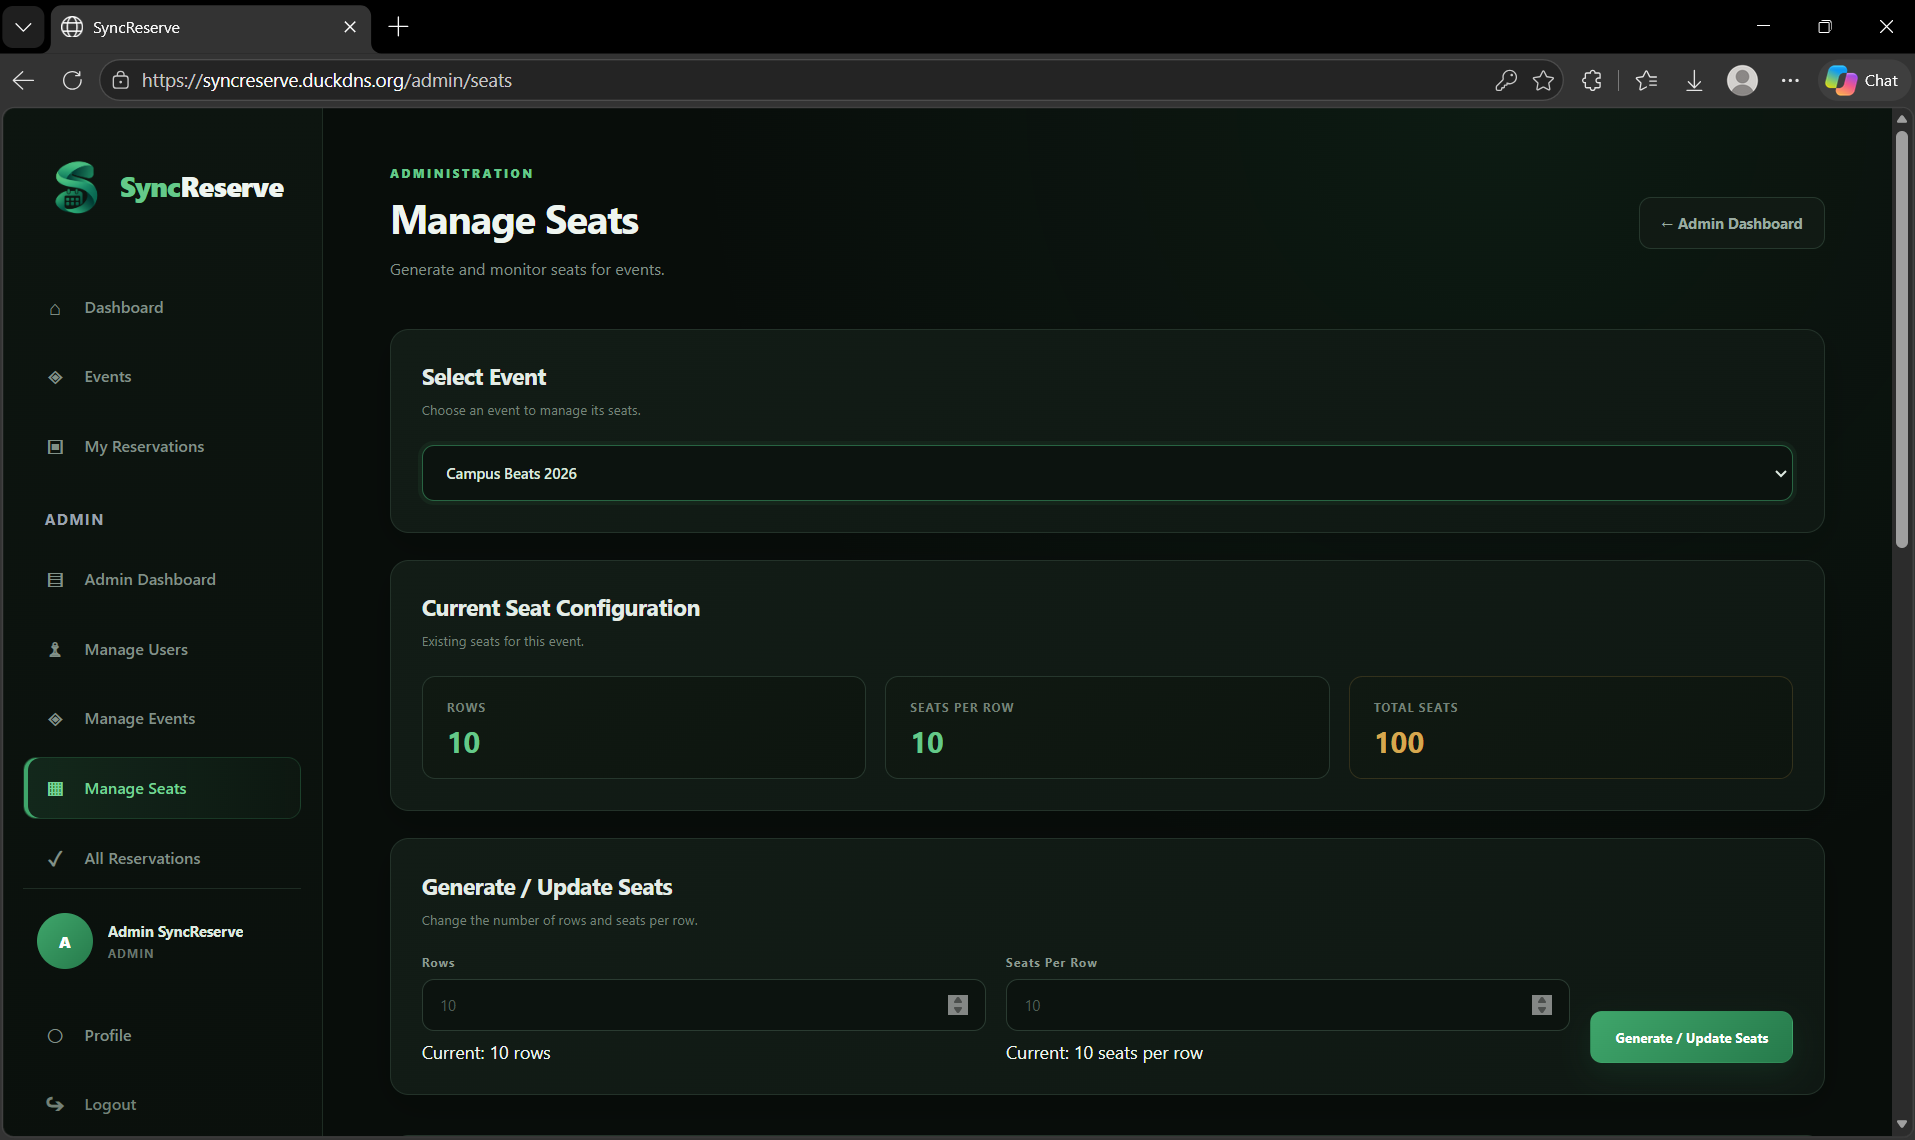 SyncReserve
https://syncreserve.duckdns.org/admin/seats
Chat
SyncReserve
Dashboard
Events
My Reservations
ADMIN
Admin Dashboard
Manage Users
Manage Events
Manage Seats
All Reservations
A
Admin SyncReserve
ADMIN
Profile
Logout
ADMINISTRATION
Manage Seats
Generate and monitor seats for events.
← Admin Dashboard
Select Event
Choose an event to manage its seats.
Campus Beats 2026
Current Seat Configuration
Existing seats for this event.
ROWS
10
SEATS PER ROW
10
TOTAL SEATS
100
Generate / Update Seats
Change the number of rows and seats per row.
Rows
10
Current: 10 rows
Seats Per Row
10
Current: 10 seats per row
Generate / Update Seats